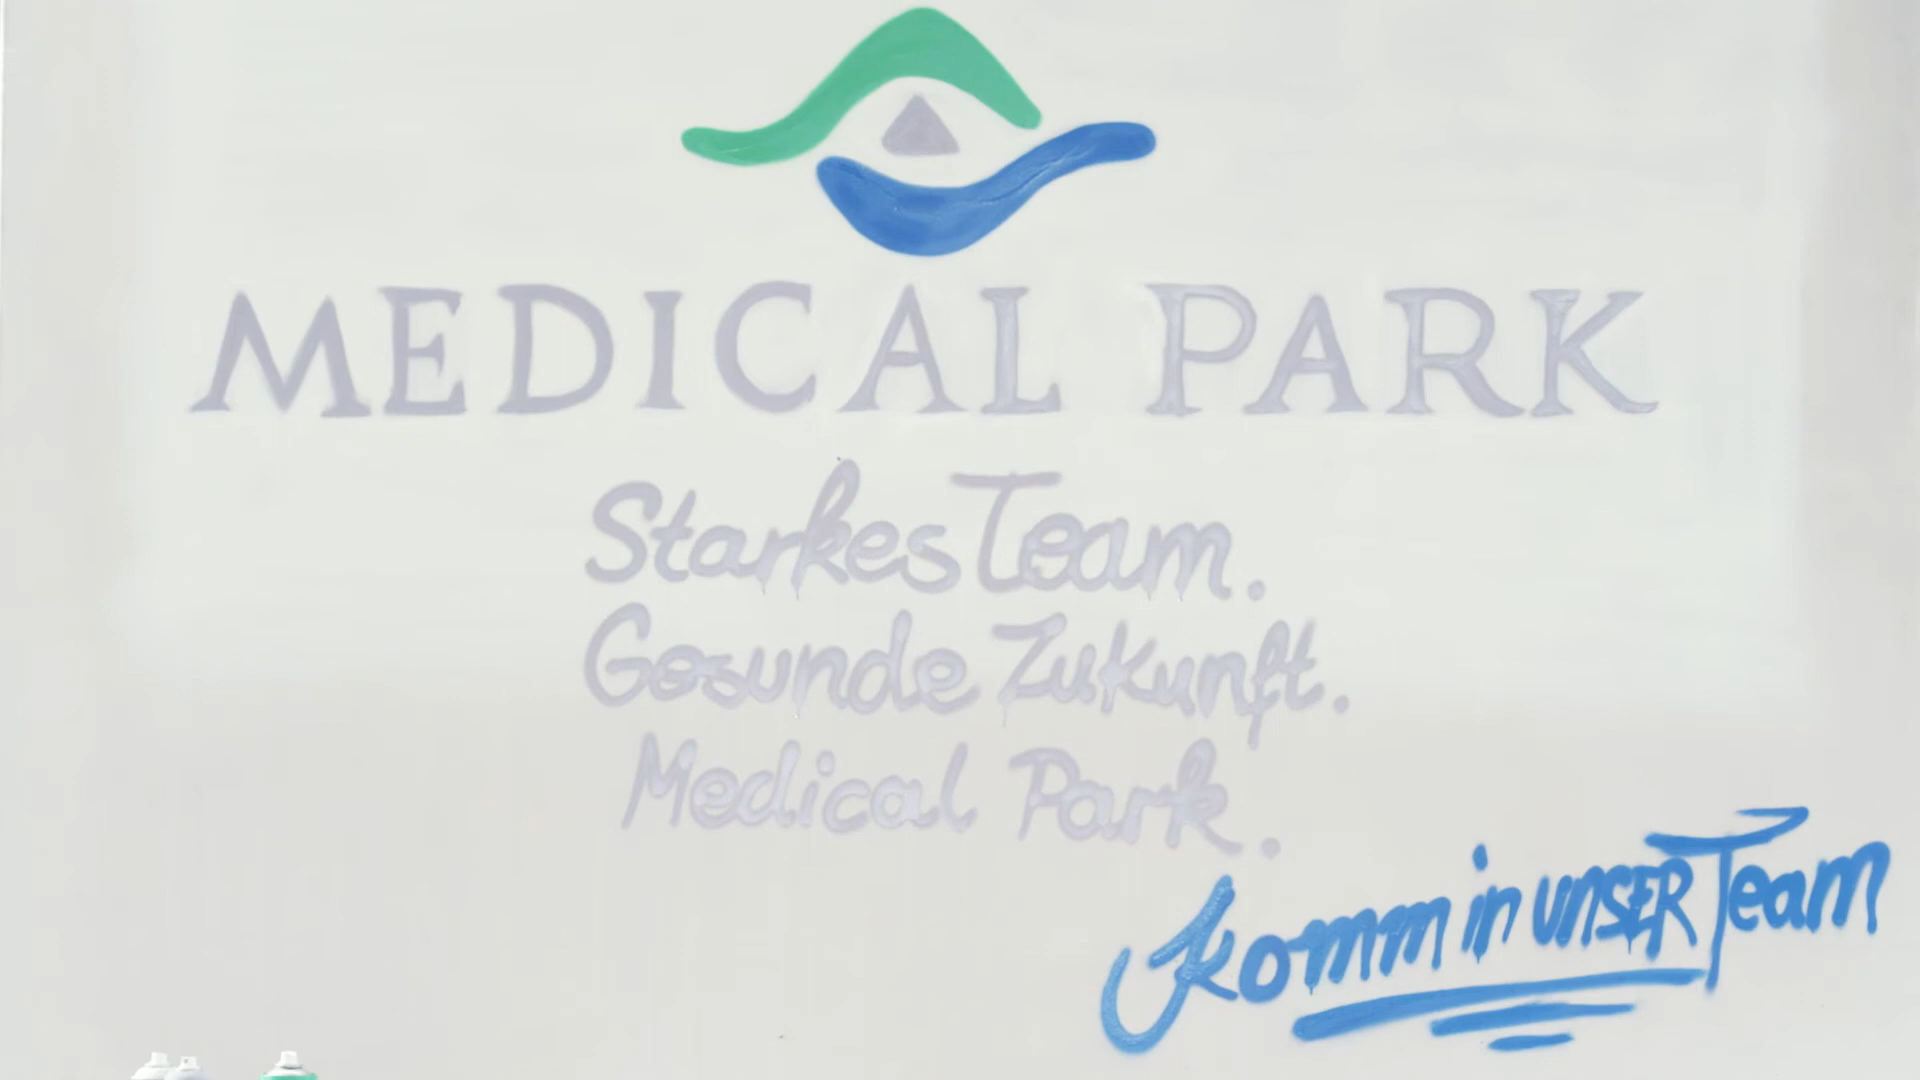 MEDICAL PARK
Starkes Team.
Gesunde Zukunft.
Medical Park.
Komm in unSER Team